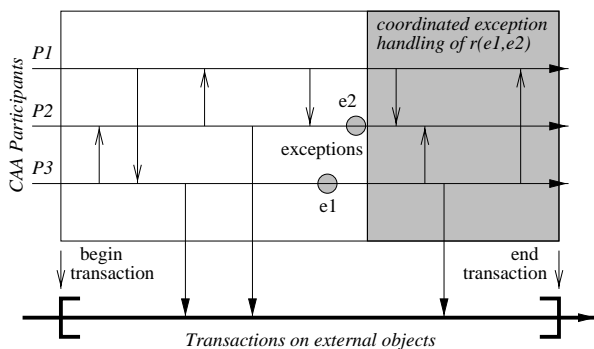 coordinated exception
handling of r(e1,e2)
CAA Participants
P1
P2
P3
e2
exceptions
e1
begin
transaction
end
transaction
Transactions on external objects